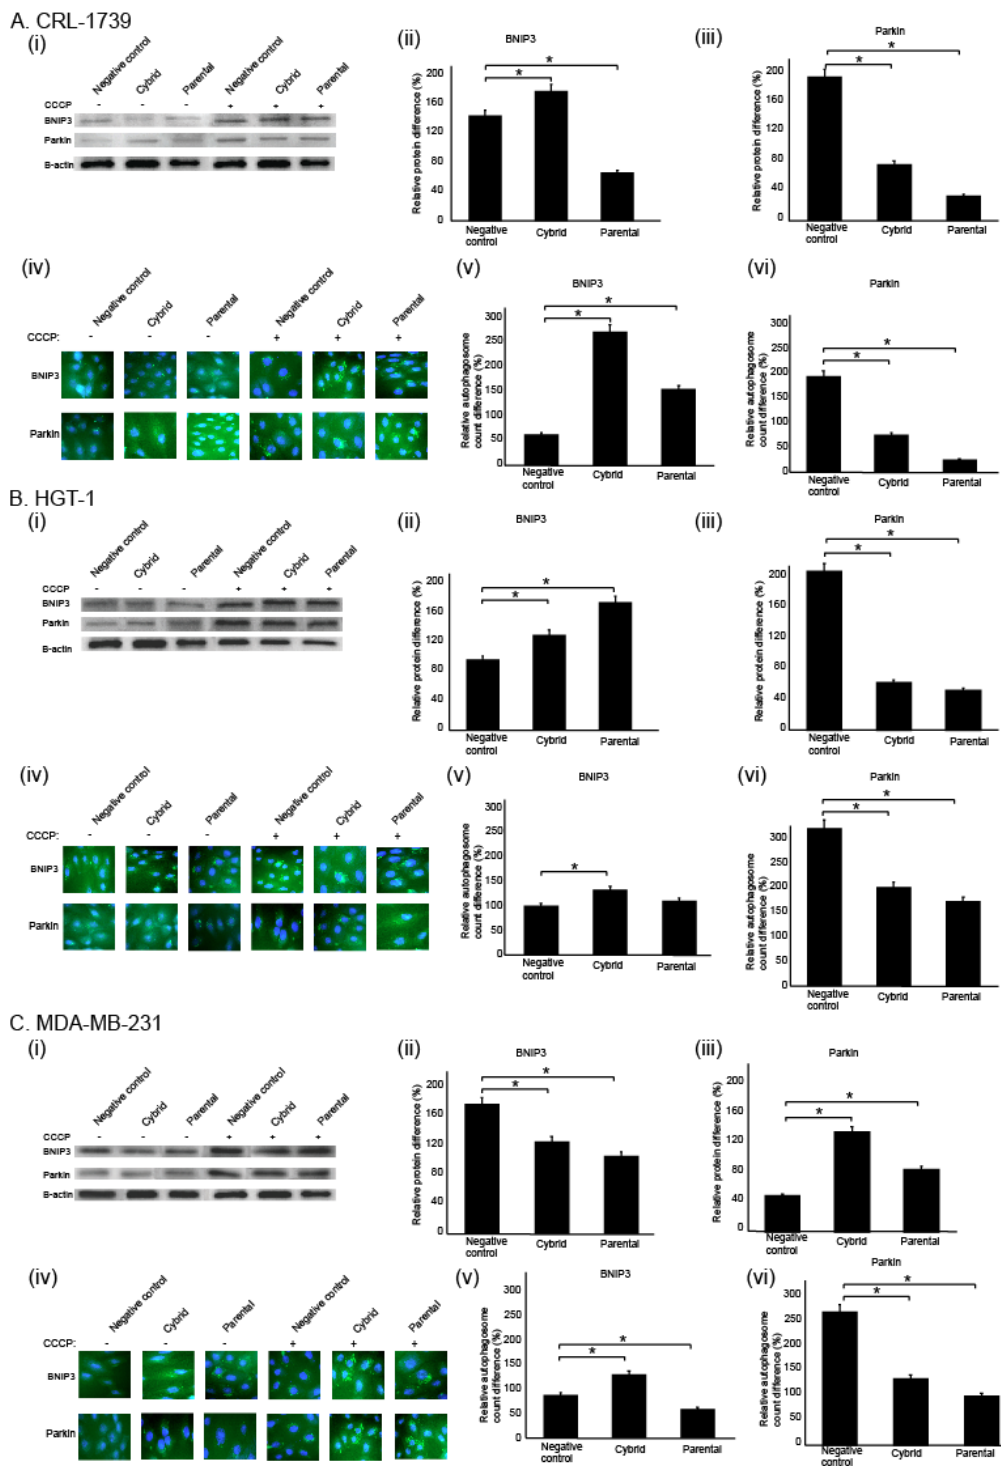 A. CRL-1739
(i)
Negative control
Cybrid
Parental
Negative control
Cybrid
Parental
CCCP - - - + + +
BNIP3
Parkin
B-actin
(ii)
BNIP3
Relative protein difference (%)
200
160
120
80
40
0
* *
Negative control
Cybrid
Parental
(iii)
Parkin
Relative protein difference (%)
200
160
120
80
40
0
* *
Negative control
Cybrid
Parental
(iv)
Negative control
Cybrid
Parental
Negative control
Cybrid
Parental
CCCP: - - - + + +
BNIP3
Parkin
(v)
BNIP3
Relative autophagosome
count difference (%)
300
250
200
150
100
50
0
* *
Negative control
Cybrid
Parental
(vi)
Parkin
Relative autophagosome
count difference (%)
300
250
200
150
100
50
0
* *
Negative control
Cybrid
Parental
B. HGT-1
(i)
Negative control
Cybrid
Parental
Negative control
Cybrid
Parental
CCCP - - - + + +
BNIP3
Parkin
B-actin
(ii)
BNIP3
Relative protein difference (%)
200
160
120
80
40
0
* *
Negative control
Cybrid
Parental
(iii)
Parkin
Relative protein difference (%)
200
160
120
80
40
0
* *
Negative control
Cybrid
Parental
(iv)
Negative control
Cybrid
Parental
Negative control
Cybrid
Parental
CCCP: - - - + + +
BNIP3
Parkin
(v)
BNIP3
Relative autophagosome
count difference (%)
300
250
200
150
100
50
0
*
Negative control
Cybrid
Parental
(vi)
Parkin
Relative autophagosome
count difference (%)
300
250
200
150
100
50
0
* *
Negative control
Cybrid
Parental
C. MDA-MB-231
(i)
Negative control
Cybrid
Parental
Negative control
Cybrid
Parental
CCCP - - - + + +
BNIP3
Parkin
B-actin
(ii)
BNIP3
Relative protein difference (%)
200
160
120
80
40
0
* *
Negative control
Cybrid
Parental
(iii)
Parkin
Relative protein difference (%)
200
160
120
80
40
0
* *
Negative control
Cybrid
Parental
(iv)
Negative control
Cybrid
Parental
Negative control
Cybrid
Parental
CCCP: - - - + + +
BNIP3
Parkin
(v)
BNIP3
Relative autophagosome
count difference (%)
300
250
200
150
100
50
0
* *
Negative control
Cybrid
Parental
(vi)
Parkin
Relative autophagosome
count difference (%)
300
250
200
150
100
50
0
* *
Negative control
Cybrid
Parental